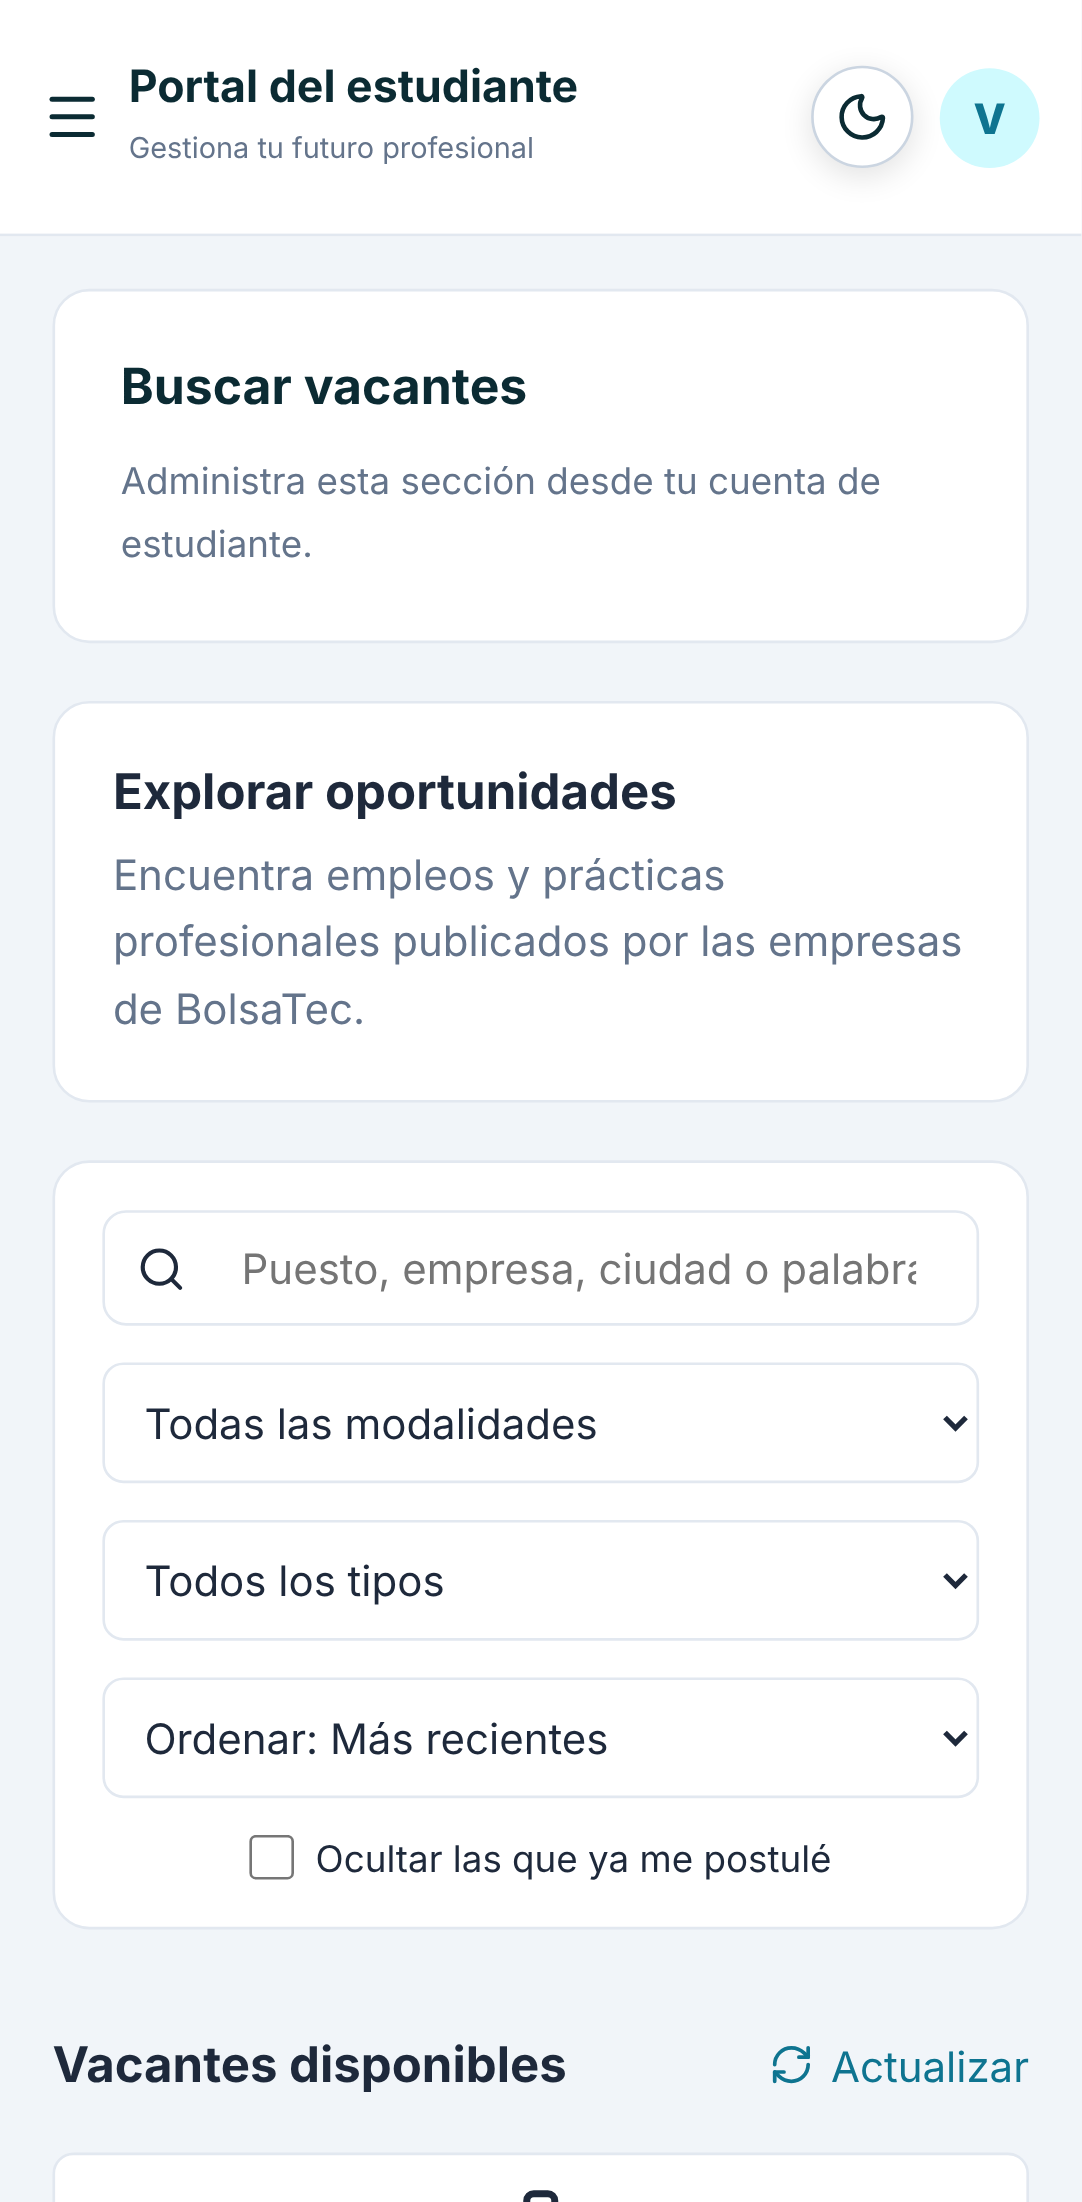 Portal del estudiante
Gestiona tu futuro profesional
V
Buscar vacantes
Administra esta sección desde tu cuenta de
estudiante.
Explorar oportunidades
Encuentra empleos y prácticas
profesionales publicados por las empresas
de BolsaTec.
Puesto, empresa, ciudad o palabra
Todas las modalidades
Todos los tipos
Ordenar: Más recientes
Ocultar las que ya me postulé
Vacantes disponibles
Actualizar